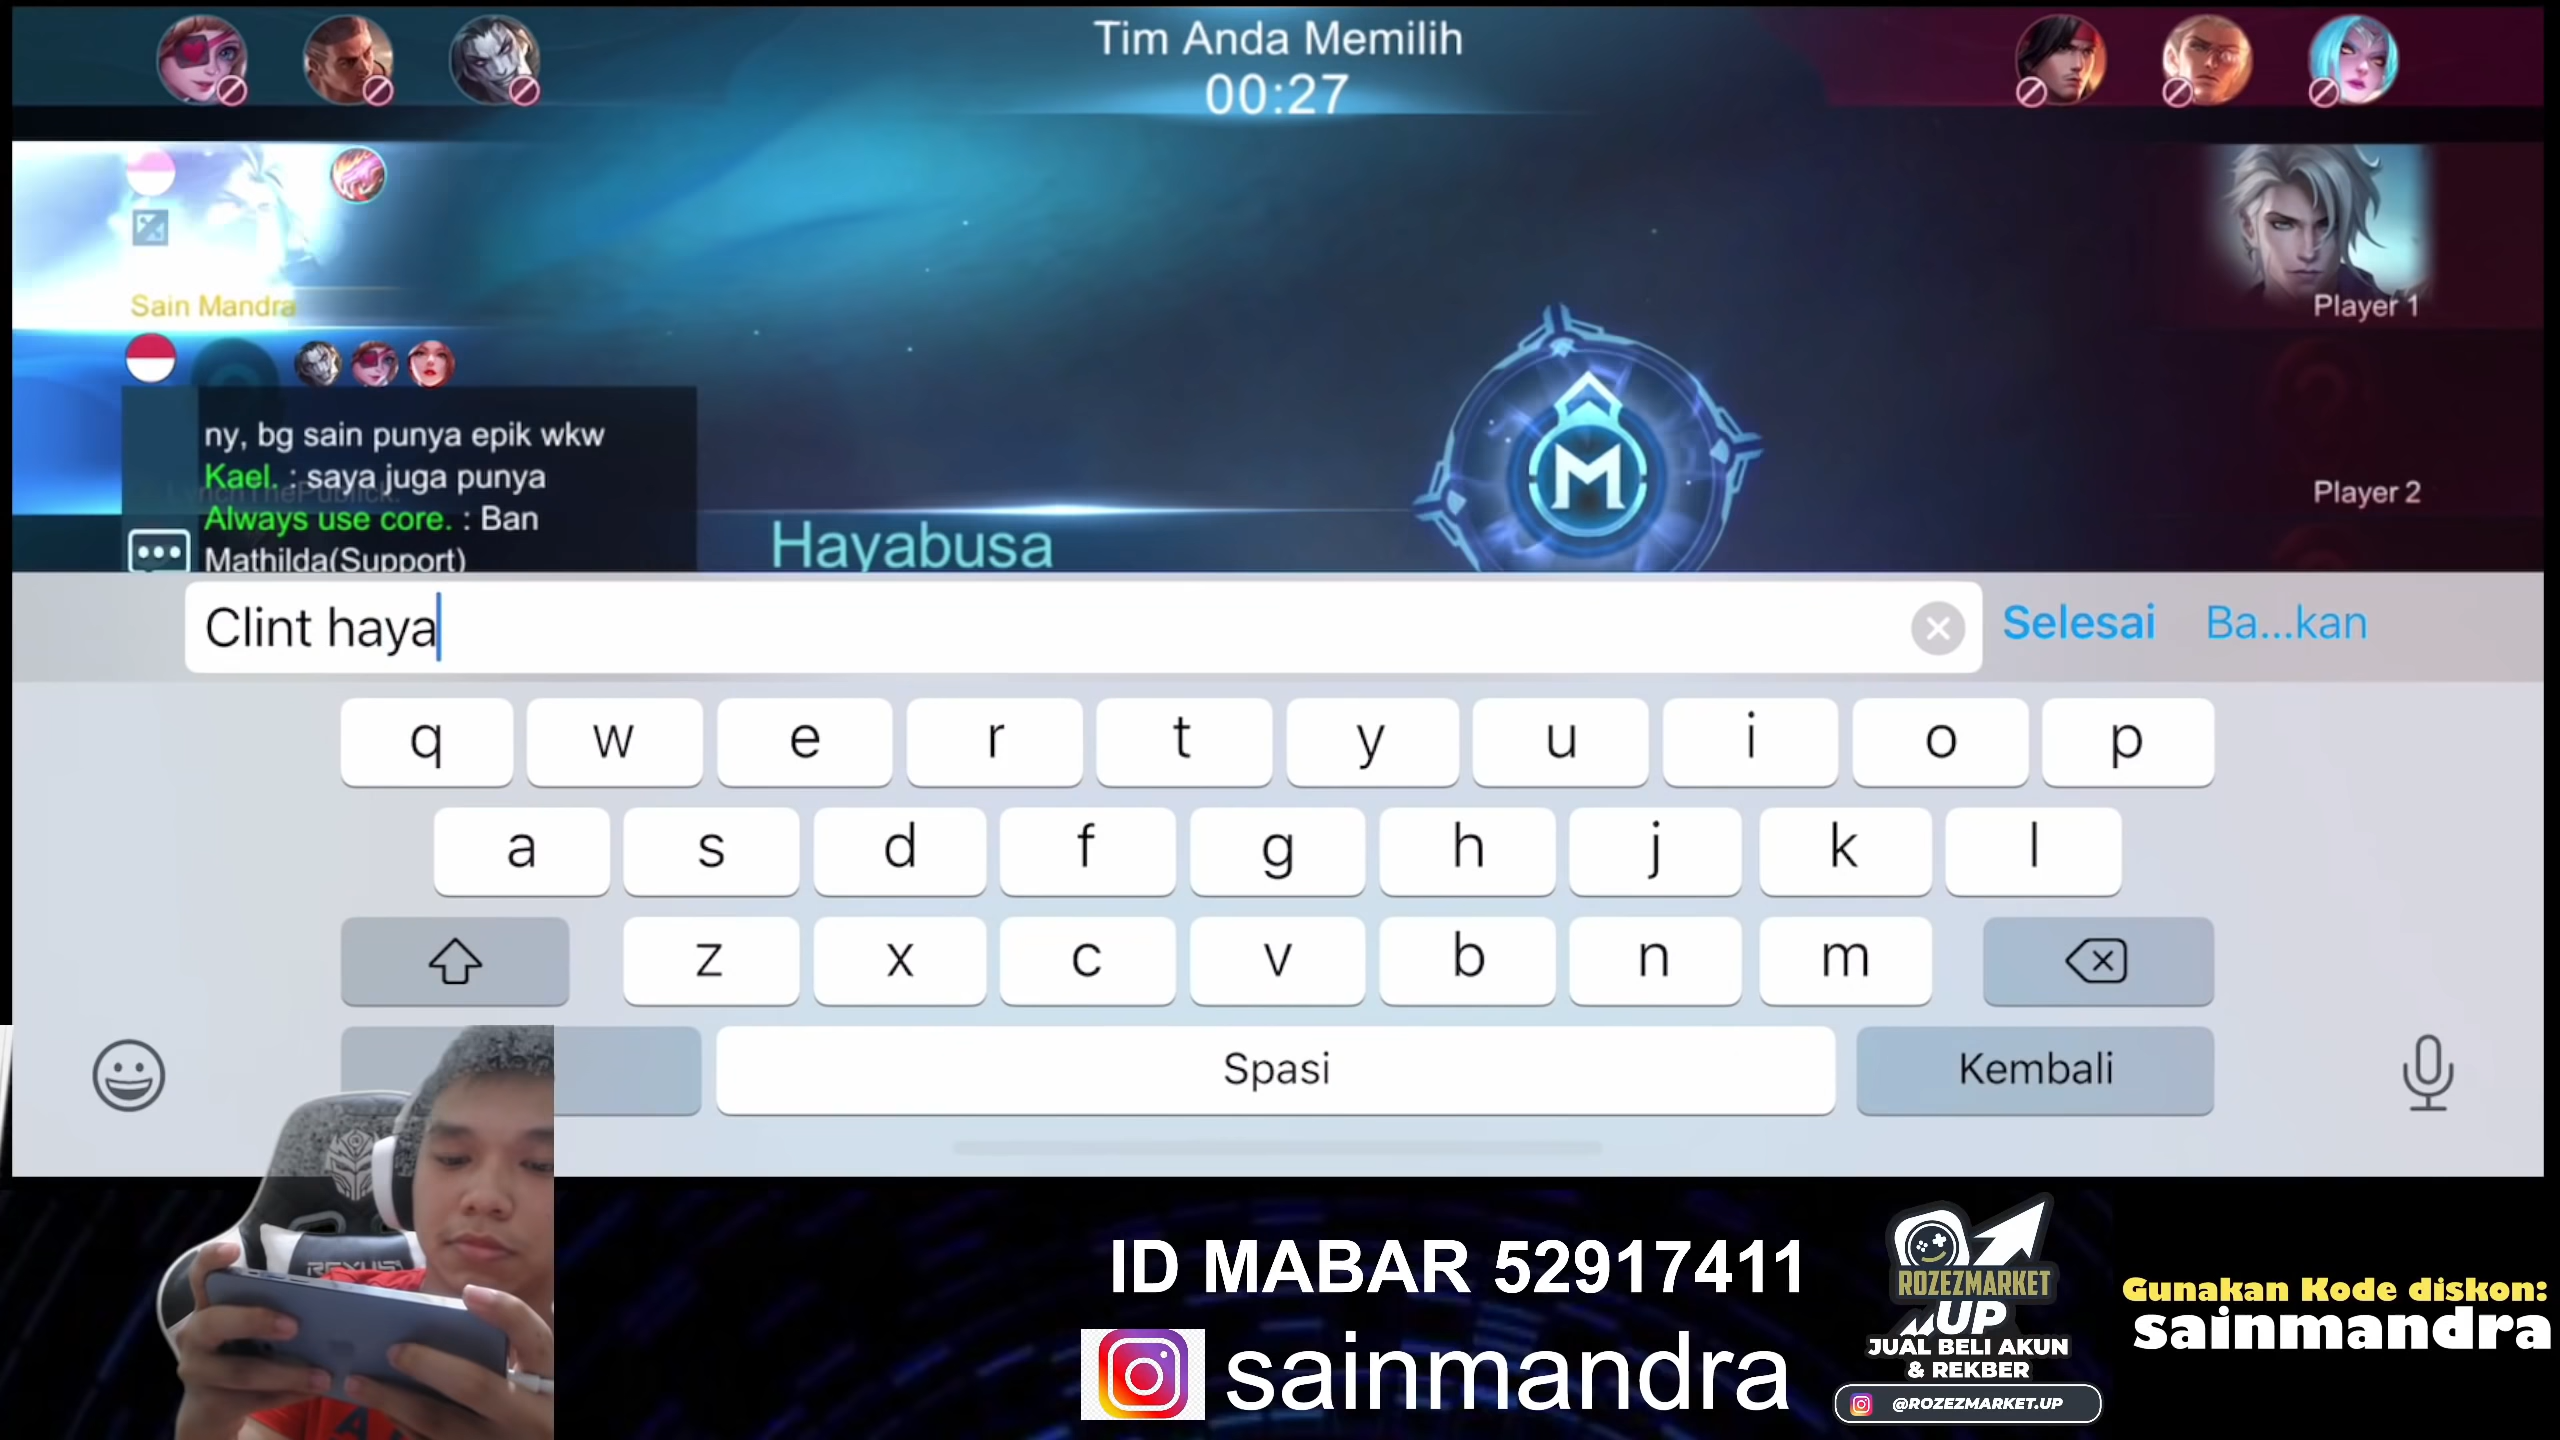 Tim Anda Memilih
00:27
Sain Mandra
Player 1
ny, bg sain punya epik wkw
Kael. : saya juga punya
Always use core. : Ban
Mathilda(Support)
Player 2
Hayabusa
Clint haya
Selesai
Ba...kan
q w e r t y u i o p
a s d f g h j k l
z x c v b n m
Spasi
Kembali
REXUS
ID MABAR 52917411
sainmandra
ROZEZMARKET
UP
JUAL BELI AKUN
& REKBER
@ROZEZMARKET.UP
Gunakan Kode diskon:
sainmandra